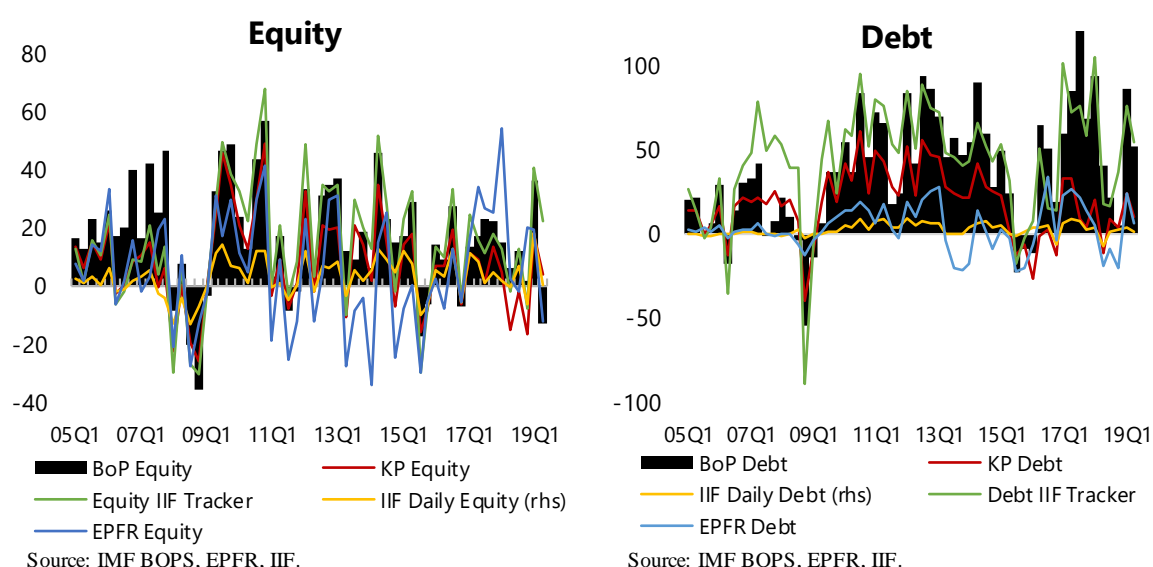 Equity
80
60
40
20
0
-20
-40
05Q1 07Q1 09Q1 11Q1 13Q1 15Q1 17Q1 19Q1
BoP Equity KP Equity
Equity IIF Tracker IIF Daily Equity (rhs)
EPFR Equity
Source: IMF BOPS, EPFR, IIF.
Debt
100
50
0
-50
-100
05Q1 07Q1 09Q1 11Q1 13Q1 15Q1 17Q1 19Q1
BoP Debt KP Debt
IIF Daily Debt (rhs) Debt IIF Tracker
EPFR Debt
Source: IMF BOPS, EPFR, IIF.